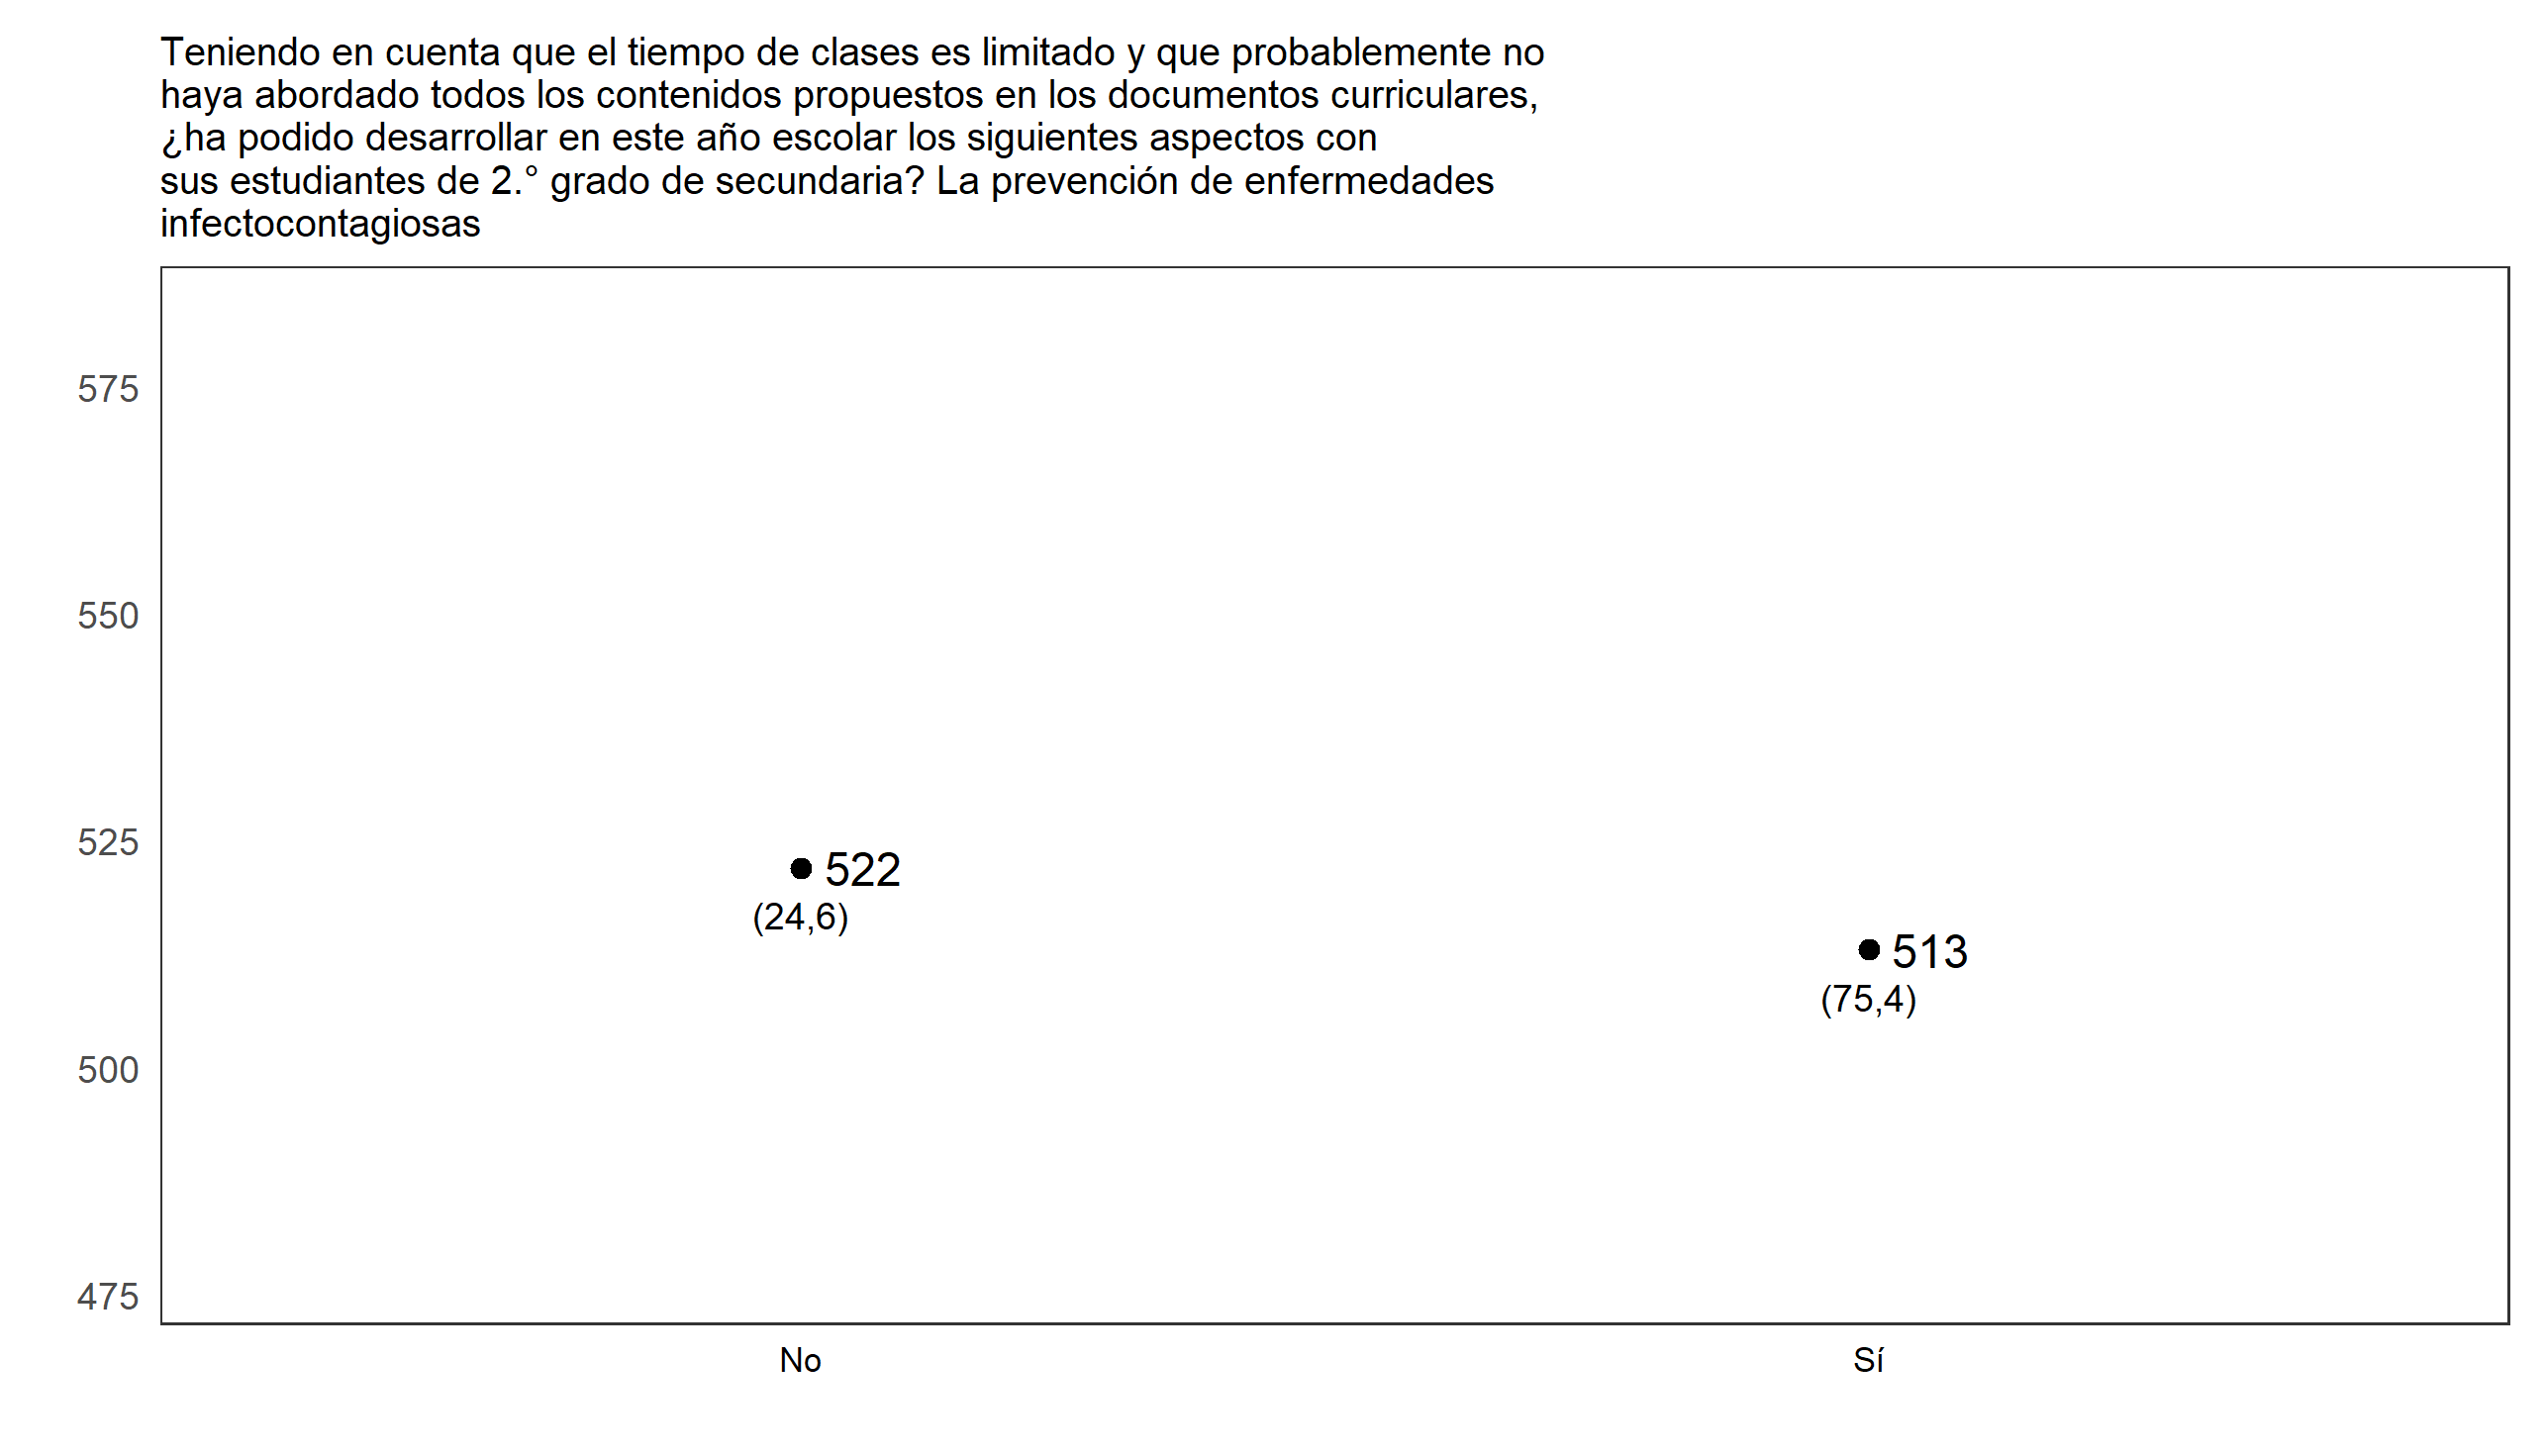 Teniendo en cuenta que el tiempo de clases es limitado y que probablemente no
haya abordado todos los contenidos propuestos en los documentos curriculares,
¿ha podido desarrollar en este año escolar los siguientes aspectos con
sus estudiantes de 2.° grado de secundaria? La prevención de enfermedades
infectocontagiosas
575
550
525
522
(24,6)
513
(75,4)
500
475
No
Sí